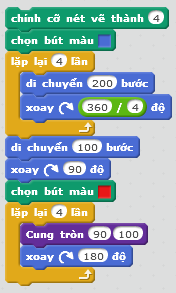 chỉnh cỡ nét vẽ thành 4
chọn bút màu
lặp lại 4 lần
di chuyển 200 bước
xoay 360 / 4 độ
di chuyển 100 bước
xoay 90 độ
chọn bút màu
lặp lại 4 lần
Cung tròn 90 100
xoay 180 độ